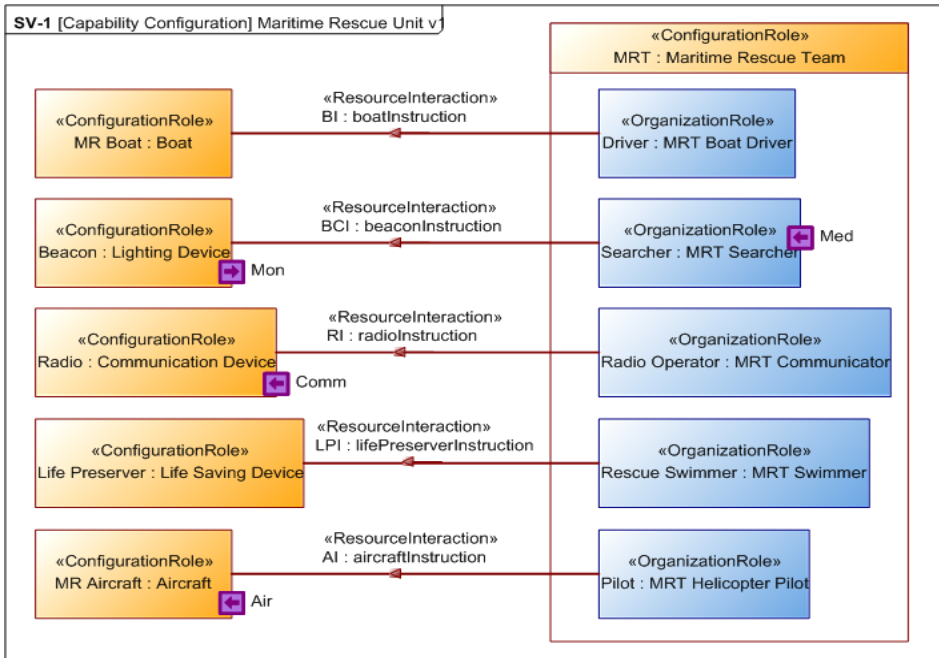 SV-1 [Capability Configuration] Maritime Rescue Unit v1
«ConfigurationRole»
MRT : Maritime Rescue Team
«ConfigurationRole»
MR Boat : Boat
«ResourceInteraction»
BI : boatInstruction
«OrganizationRole»
Driver : MRT Boat Driver
«ConfigurationRole»
Beacon : Lighting Device
Mon
«ResourceInteraction»
BCI : beaconInstruction
«OrganizationRole»
Searcher : MRT Searcher
Med
«ConfigurationRole»
Radio : Communication Device
Comm
«ResourceInteraction»
RI : radioInstruction
«OrganizationRole»
Radio Operator : MRT Communicator
«ConfigurationRole»
Life Preserver : Life Saving Device
«ResourceInteraction»
LPI : lifePreserverInstruction
«OrganizationRole»
Rescue Swimmer : MRT Swimmer
«ConfigurationRole»
MR Aircraft : Aircraft
Air
«ResourceInteraction»
AI : aircraftInstruction
«OrganizationRole»
Pilot : MRT Helicopter Pilot